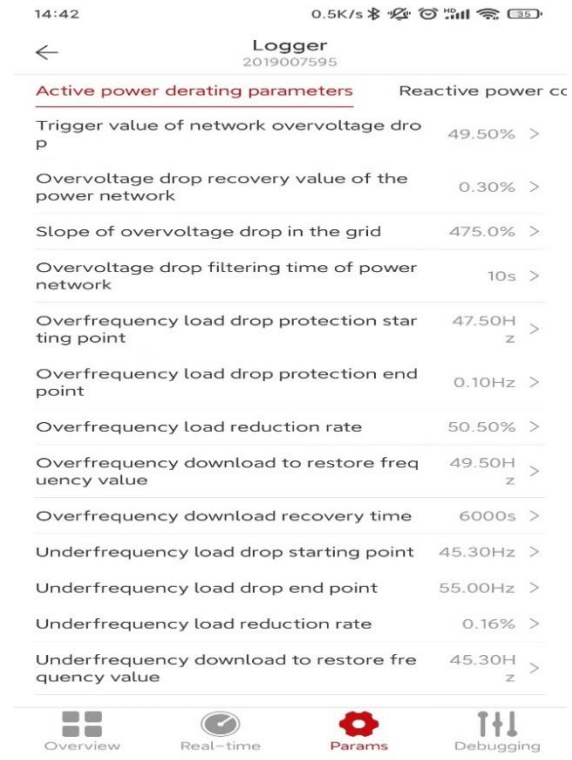 14:42
0.5K/s HD 35
Logger
2019007595
Active power derating parameters Reactive power co
Trigger value of network overvoltage dro
p
49.50% >
Overvoltage drop recovery value of the
power network
0.30% >
Slope of overvoltage drop in the grid 475.0% >
Overvoltage drop filtering time of power
network
10s >
Overfrequency load drop protection star
ting point
47.50H
z >
Overfrequency load drop protection end
point
0.10Hz >
Overfrequency load reduction rate 50.50% >
Overfrequency download to restore freq
uency value
49.50H
z >
Overfrequency download recovery time 6000s >
Underfrequency load drop starting point 45.30Hz >
Underfrequency load drop end point 55.00Hz >
Underfrequency load reduction rate 0.16% >
Underfrequency download to restore fre
quency value
45.30H
z >
Overview Real-time Params Debugging